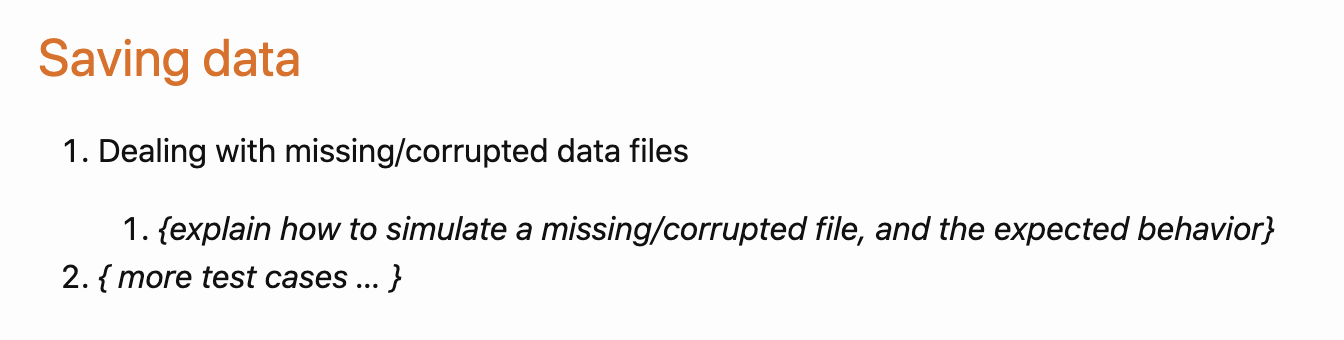 Saving data
1. Dealing with missing/corrupted data files
1. {explain how to simulate a missing/corrupted file, and the expected behavior}
2. { more test cases … }